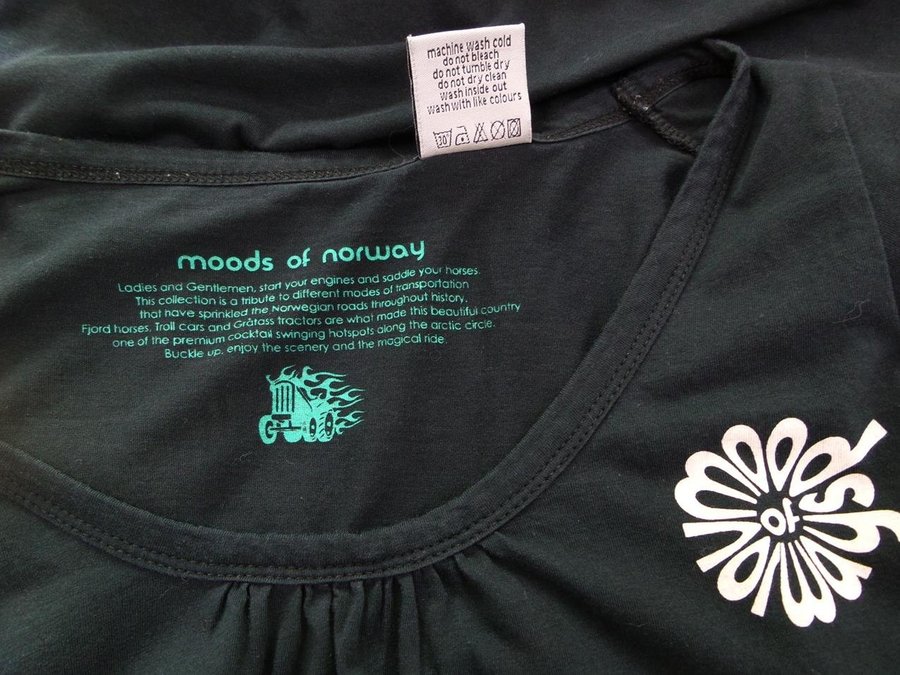 machine wash cold
do not bleach
do not tumble dry
do not dry clean
wash inside out
wash with like colours
30
moods of norway
Ladies and Gentlemen, start your engines and saddle your horses.
This collection is a tribute to different modes of transportation
that have sprinkled the Norwegian roads throughout history.
Fjord horses. Troll cars and Gråtass tractors are what made this beautiful country
one of the premium cocktail swinging hotspots along the arctic circle.
Buckle up, enjoy the scenery and the magical ride.
moods
of
norway